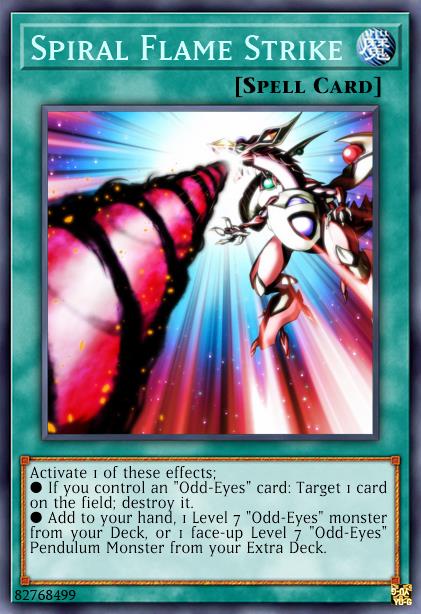 Spiral Flame Strike 魔
[Spell Card]
Activate 1 of these effects;
● If you control an "Odd-Eyes" card: Target 1 card
on the field; destroy it.
● Add to your hand, 1 Level 7 "Odd-Eyes" monster
from your Deck, or 1 face-up Level 7 "Odd-Eyes"
Pendulum Monster from your Extra Deck.
82768499